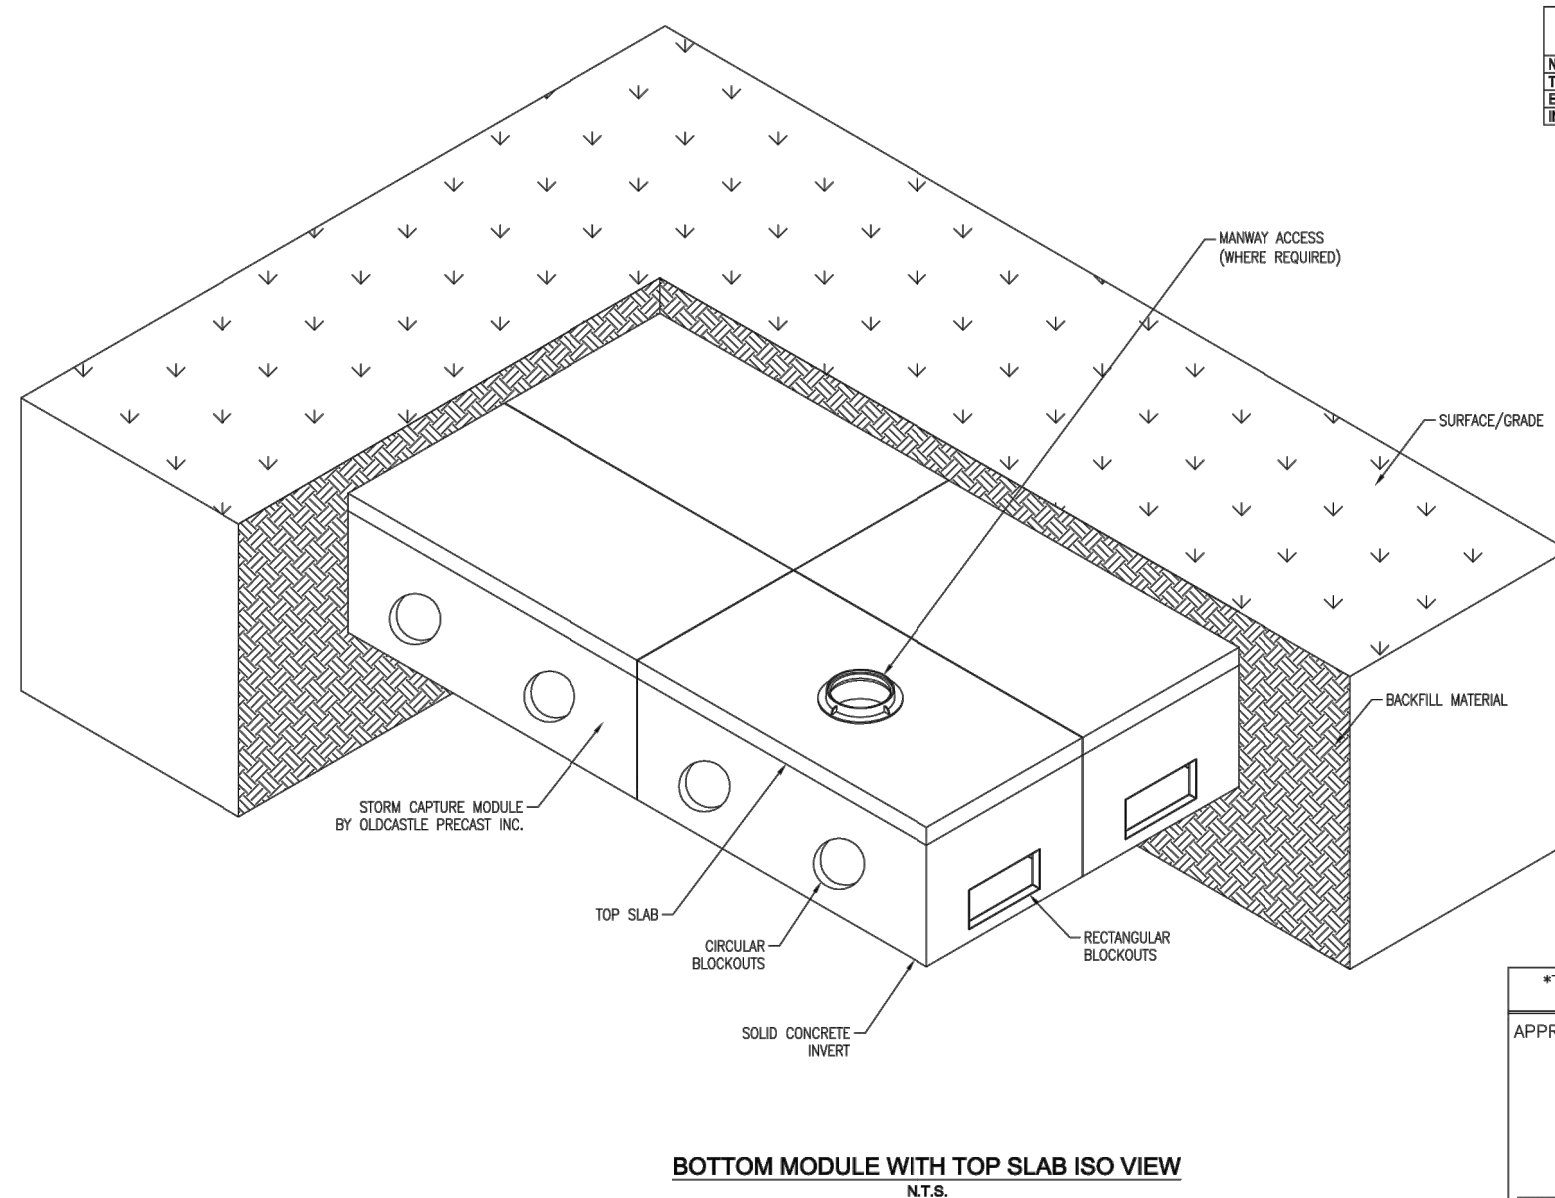 MANWAY ACCESS
(WHERE REQUIRED)
SURFACE/GRADE
BACKFILL MATERIAL
STORM CAPTURE MODULE
BY OLDCASTLE PRECAST INC.
TOP SLAB
CIRCULAR
BLOCKOUTS
RECTANGULAR
BLOCKOUTS
SOLID CONCRETE
INVERT
BOTTOM MODULE WITH TOP SLAB ISO VIEW
N.T.S.